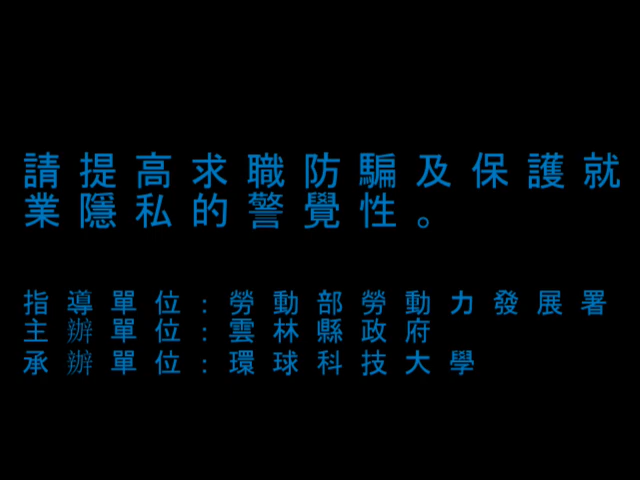 請提高求職防騙及保護就
業隱私的警覺性。
指導單位:勞動部勞動力發展署
主辦單位:雲林縣政府
承辦單位:環球科技大學